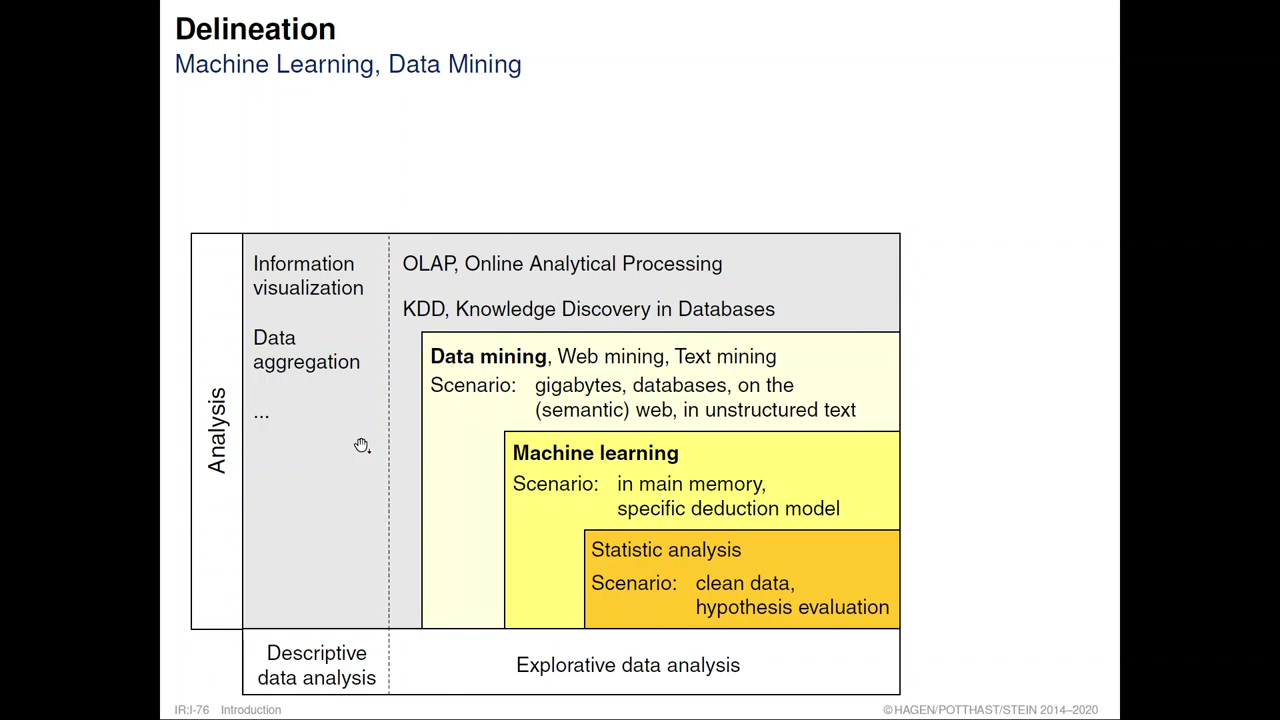 Delineation
Machine Learning, Data Mining
Analysis
Information
visualization
Data
aggregation
...
OLAP, Online Analytical Processing
KDD, Knowledge Discovery in Databases
Data mining, Web mining, Text mining
Scenario: gigabytes, databases, on the
(semantic) web, in unstructured text
Machine learning
Scenario: in main memory,
specific deduction model
Statistic analysis
Scenario: clean data,
hypothesis evaluation
Descriptive
data analysis
Explorative data analysis
IR:I-76 Introduction
©HAGEN/POTTHAST/STEIN 2014–2020